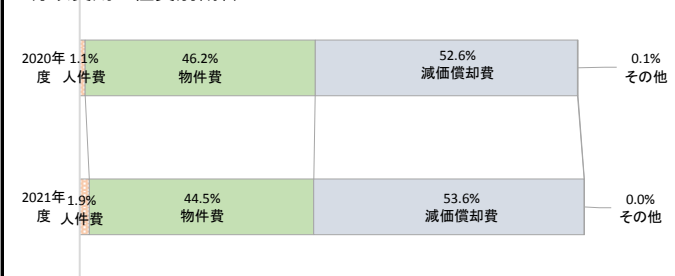 2020年度 1.1% 人件費 46.2% 物件費 52.6% 減価償却費 0.1% その他
2021年度 1.9% 人件費 44.5% 物件費 53.6% 減価償却費 0.0% その他